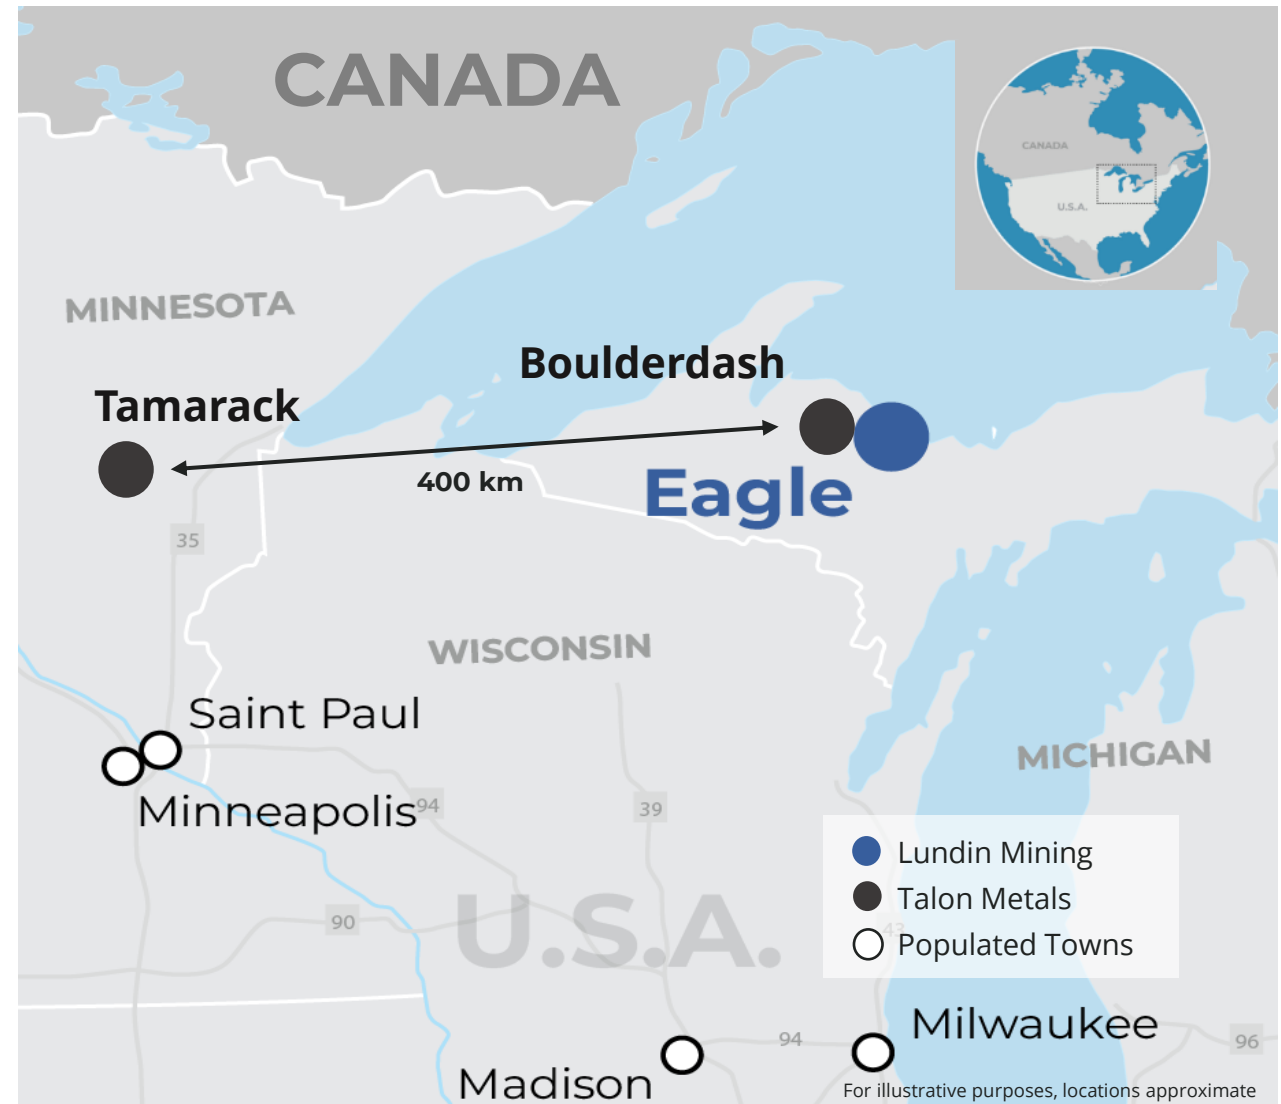 CANADA
CANADA
U.S.A.
MINNESOTA
Boulderdash
Tamarack
400 km
Eagle
35
WISCONSIN
Saint Paul
MICHIGAN
Minneapolis
94
39
Lundin Mining
Talon Metals
90
U.S.A.
43
Populated Towns
Milwaukee
94
96
Madison
For illustrative purposes, locations approximate